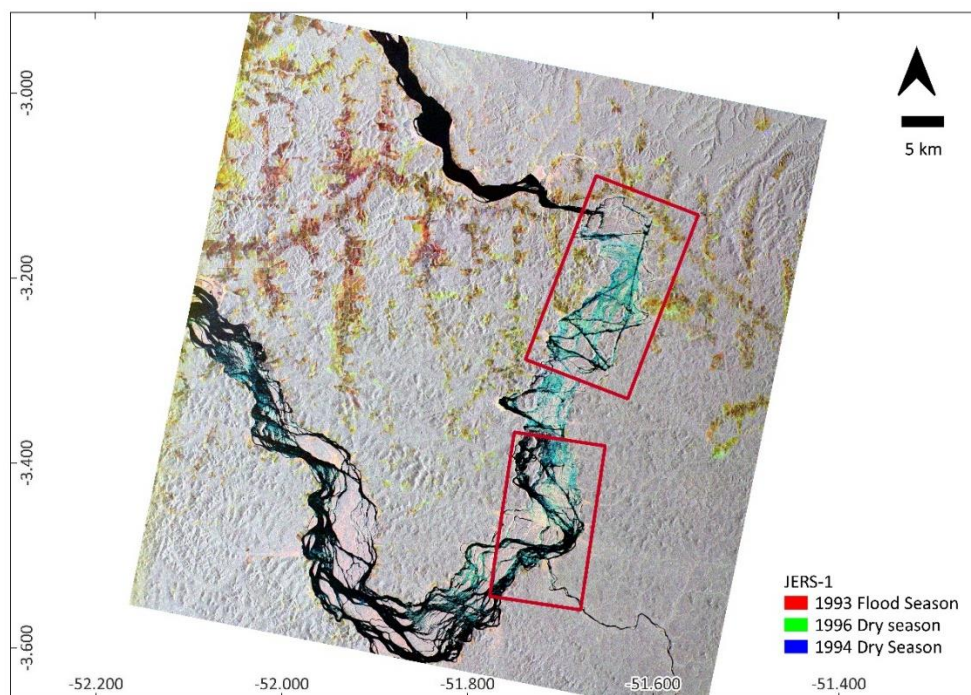 5 km
-3.000
-3.200
-3.400
-3.600
JERS-1
1993 Flood Season
1996 Dry season
1994 Dry Season
-52.200
-52.000
-51.800
-51.600
-51.400